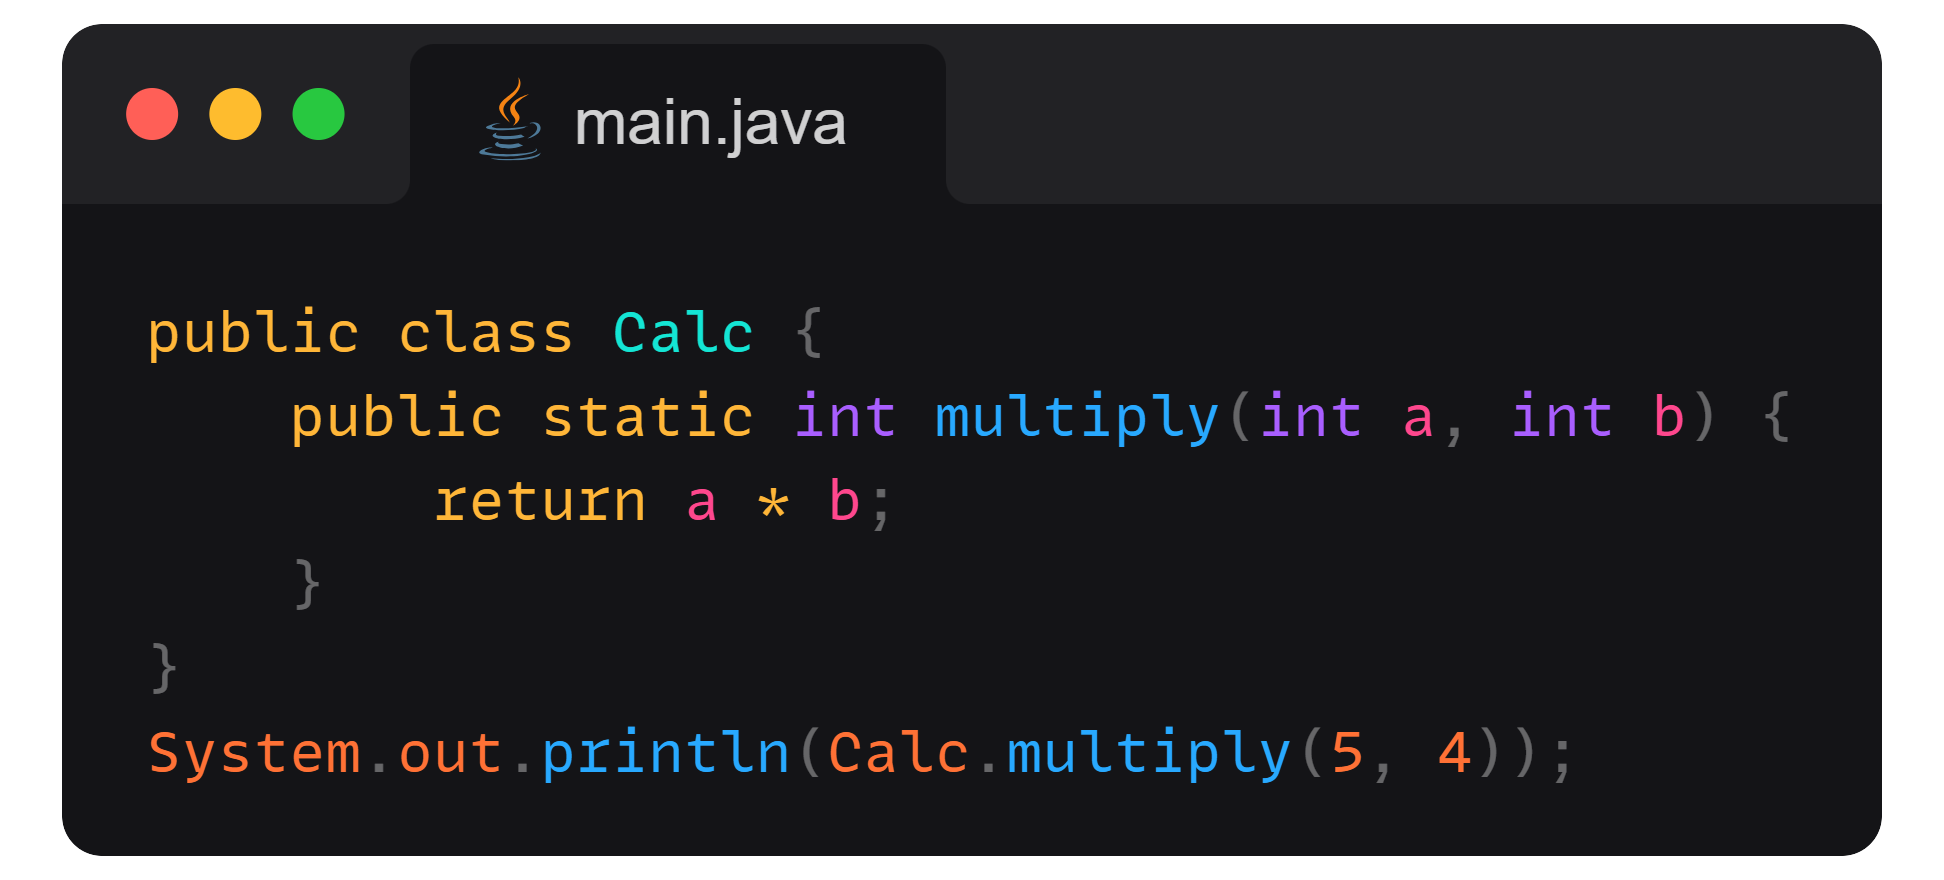 main.java
public class Calc {
    public static int multiply(int a, int b) {
        return a * b;
    }
}
System.out.println(Calc.multiply(5, 4));